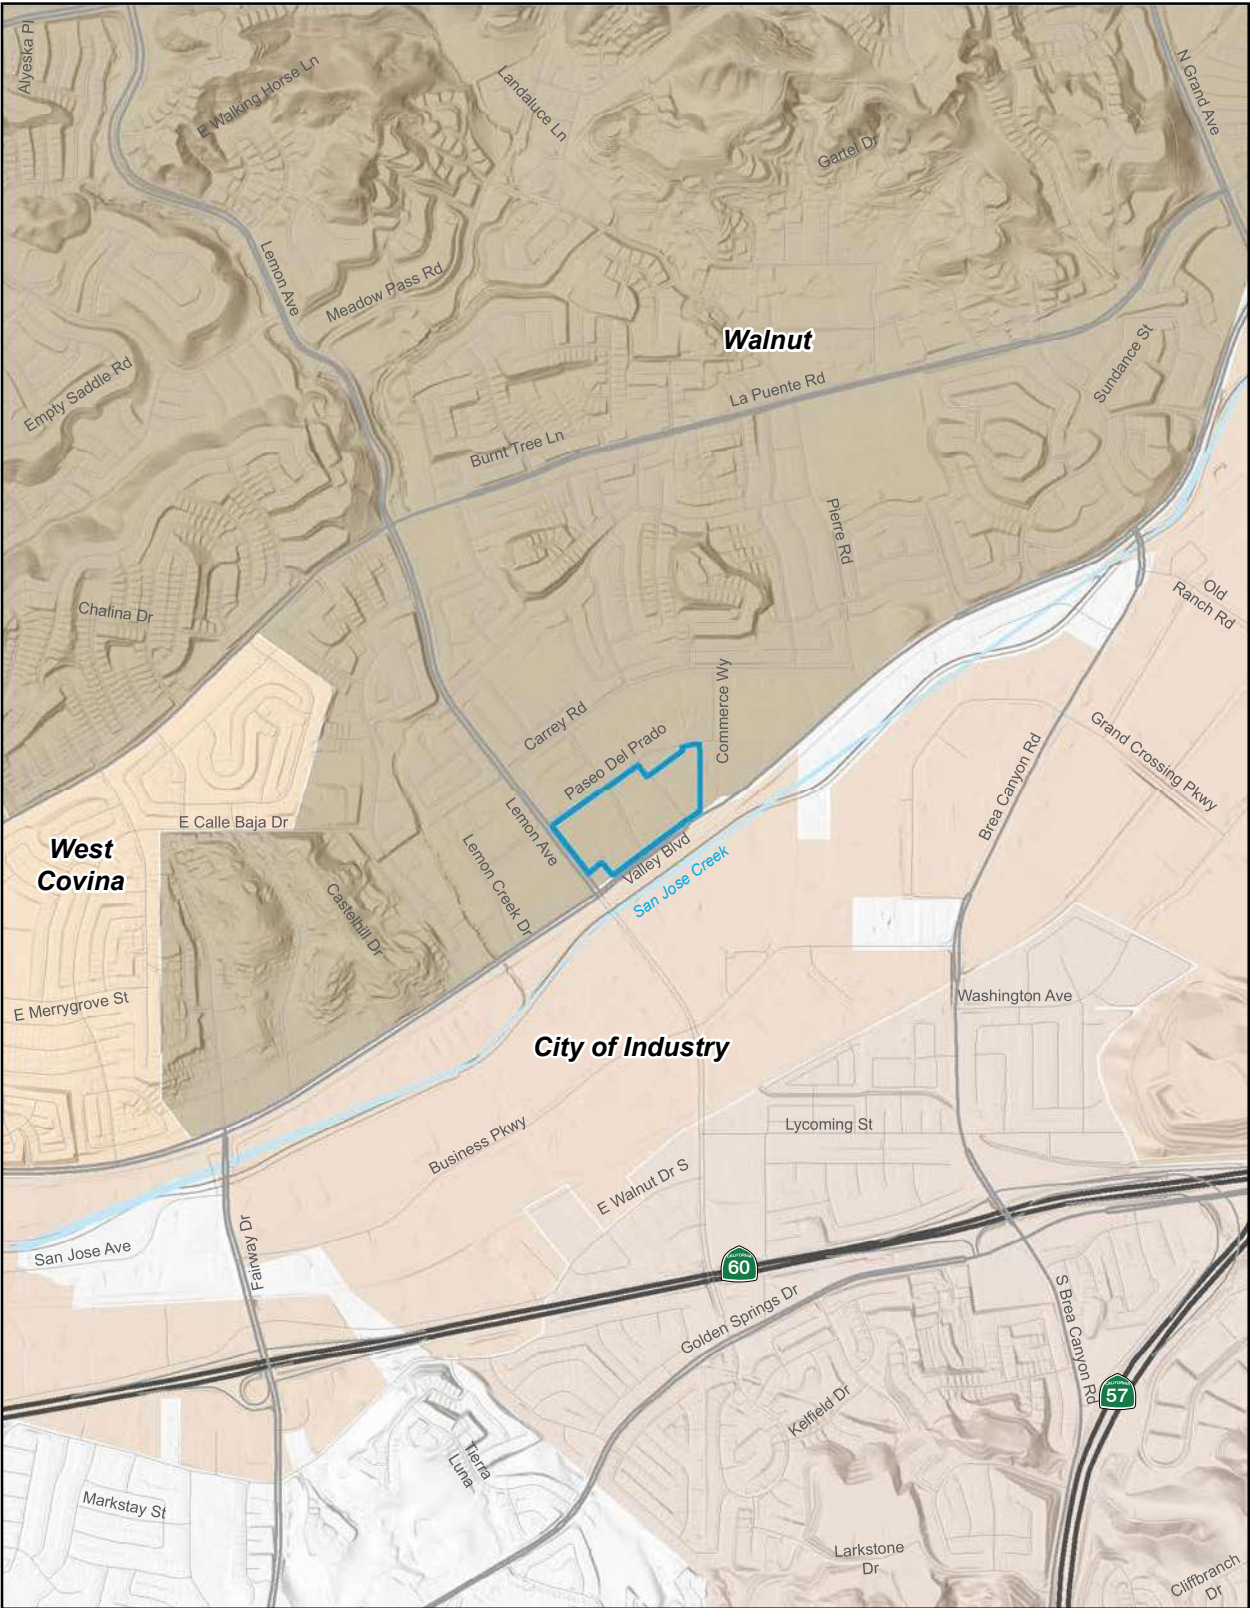 Alyeska Pl
E Walking Horse Ln
Landaluce Ln
N Grand Ave
Gartel Dr
Lemon Ave
Meadow Pass Rd
Walnut
Sundance St
Empty Saddle Rd
La Puente Rd
Burnt Tree Ln
Pierre Rd
Chalina Dr
Old
Ranch Rd
Carrey Rd
Commerce Wy
Paseo Del Prado
Grand Crossing Pkwy
Brea Canyon Rd
E Calle Baja Dr
Lemon Ave
West
Covina
Valley Blvd
San Jose Creek
Lemon Creek Dr
Castelhill Dr
E Merrygrove St
Washington Ave
City of Industry
Lycoming St
Business Pkwy
E Walnut Dr S
San Jose Ave
Fairway Dr
CALIFORNIA
60
Golden Springs Dr
S Brea Canyon Rd
CALIFORNIA
57
Kelfield Dr
Tierra
Luna
Markstay St
Larkstone
Dr
Cliffbranch
Dr